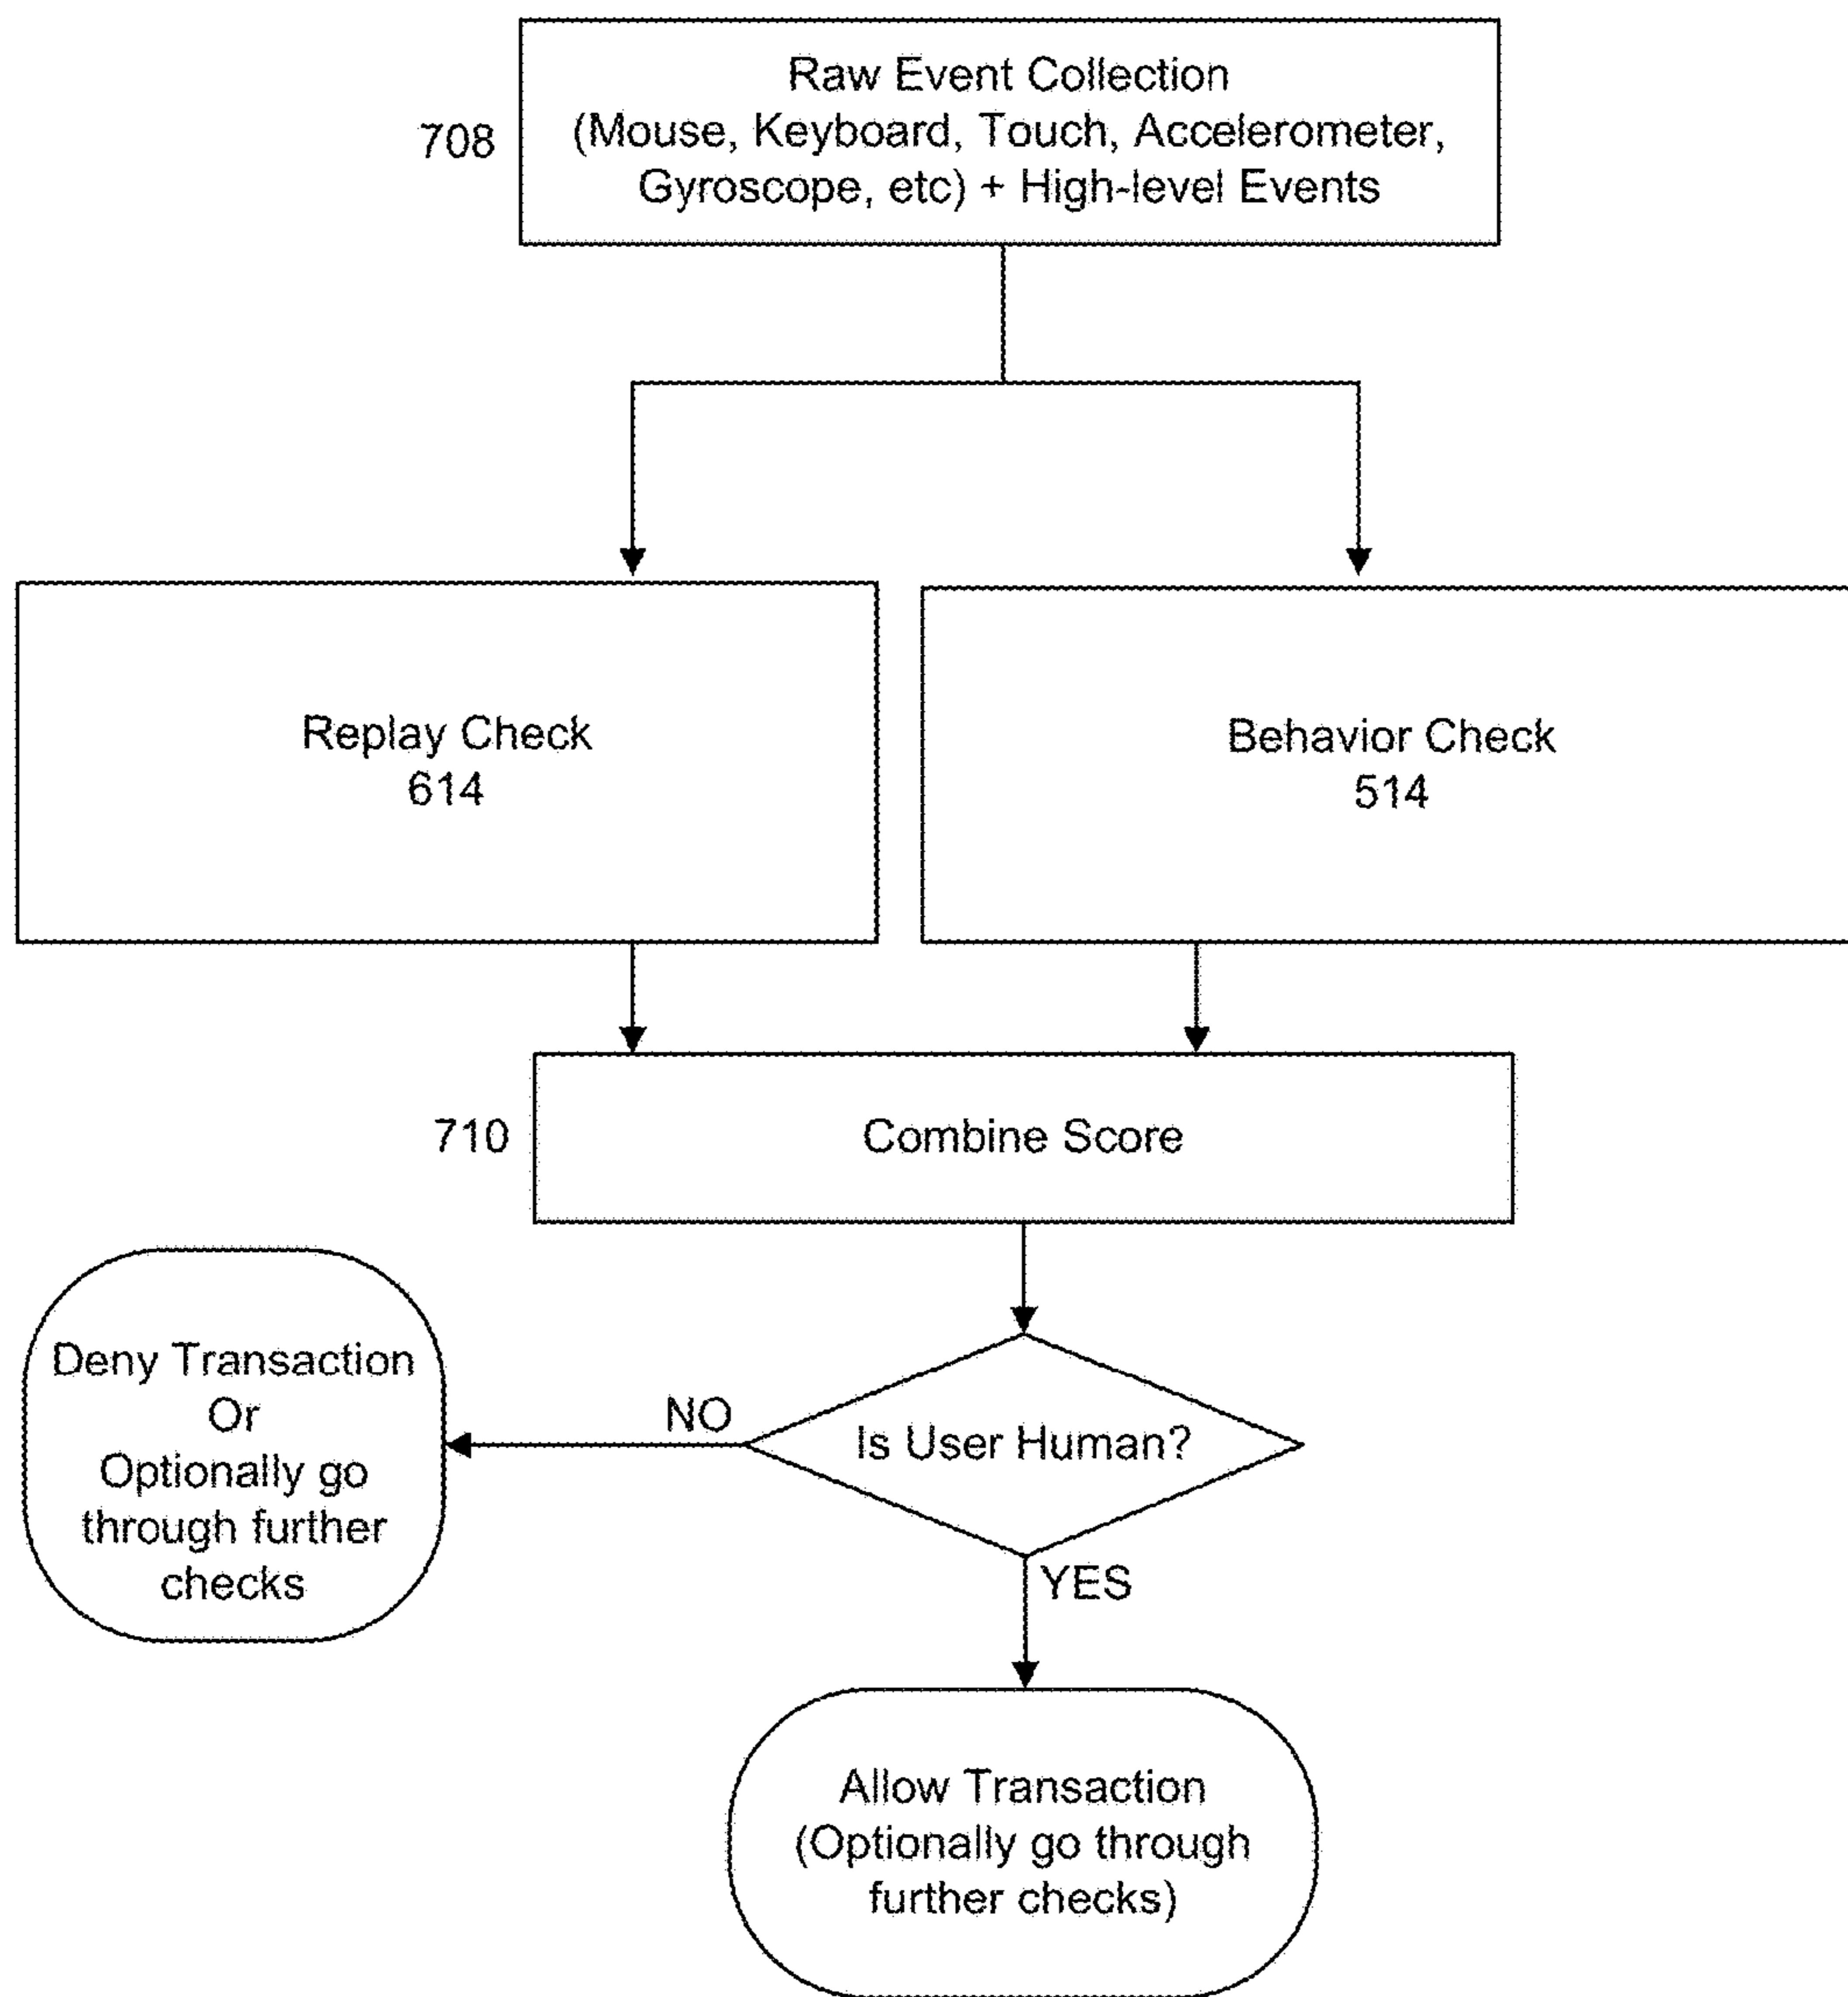 Raw Event Collection
708
(Mouse, Keyboard, Touch, Accelerometer,
Gyroscope, etc) + High-level Events
Replay Check
614
Behavior Check
514
710
Combine Score
Deny Transaction
Or
Optionally go
through further
checks
NO
Is User Human?
YES
Allow Transaction
(Optionally go through
further checks)